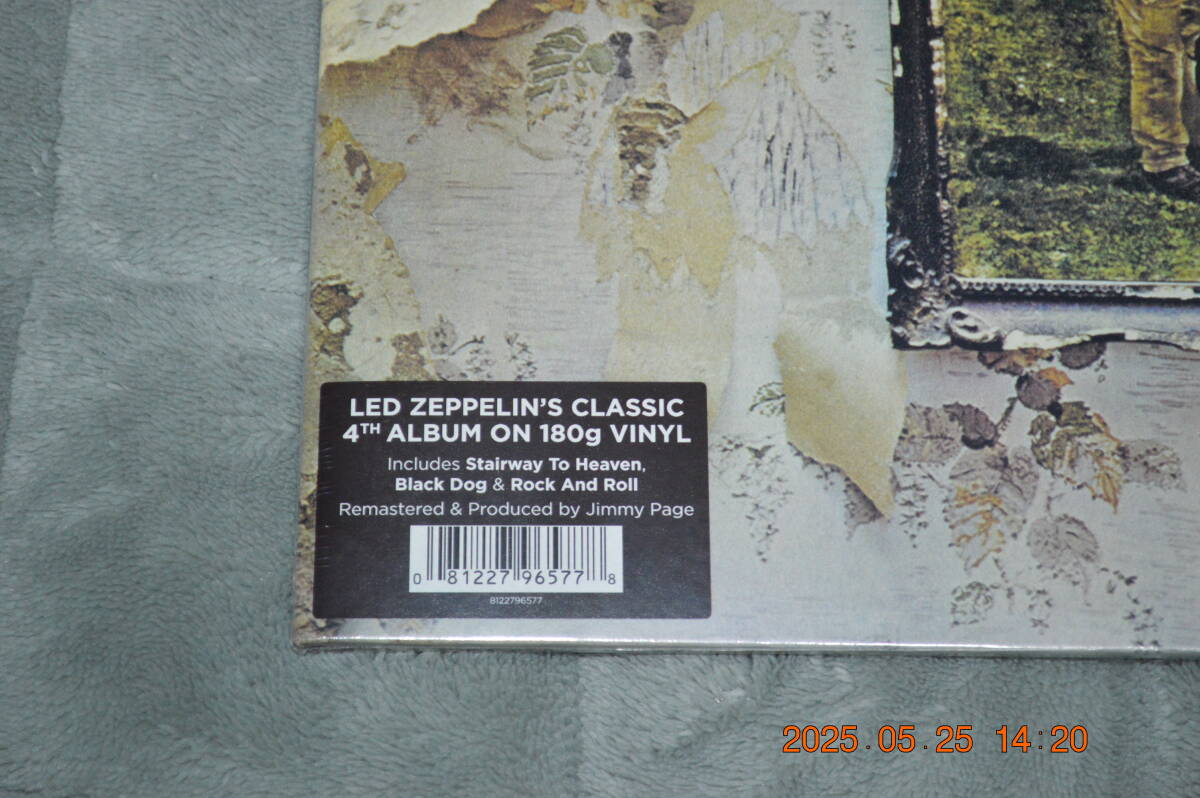 LED ZEPPELIN'S CLASSIC
4TH ALBUM ON 180g VINYL
Includes Stairway To Heaven,
Black Dog & Rock And Roll
Remastered & Produced by Jimmy Page
0 81227 96577 8
8122796577
2025.05.25 14:20